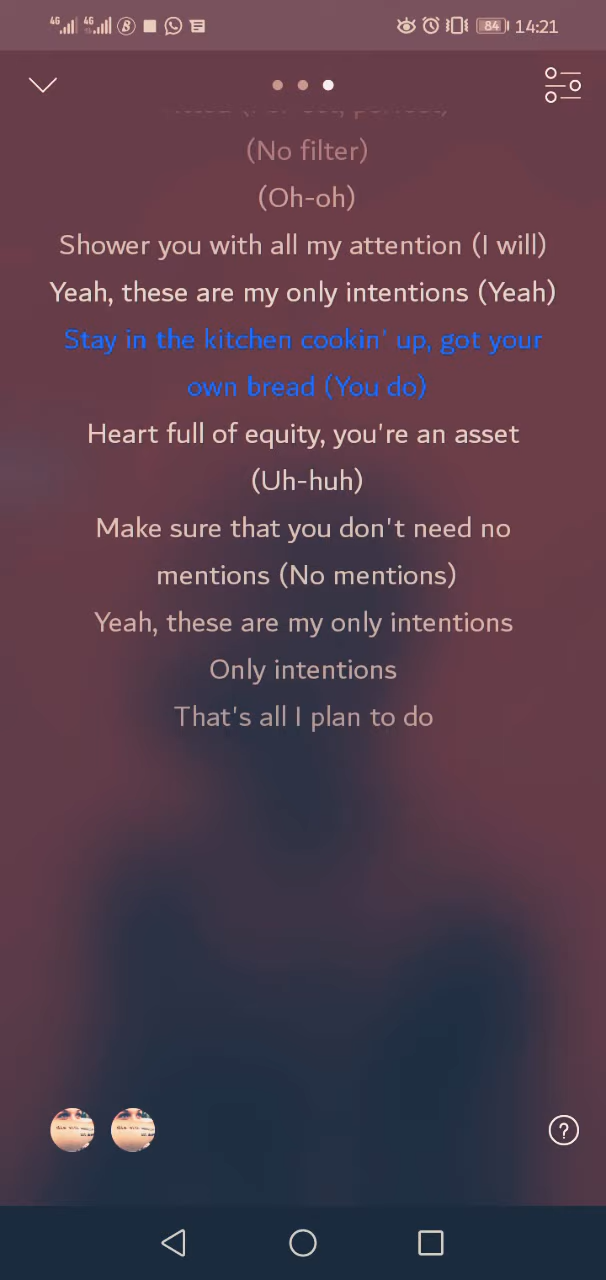 4G 4G 84 14:21
(No filter)
(Oh-oh)
Shower you with all my attention (I will)
Yeah, these are my only intentions (Yeah)
Stay in the kitchen cookin' up, got your
own bread (You do)
Heart full of equity, you're an asset
(Uh-huh)
Make sure that you don't need no
mentions (No mentions)
Yeah, these are my only intentions
Only intentions
That's all I plan to do
?